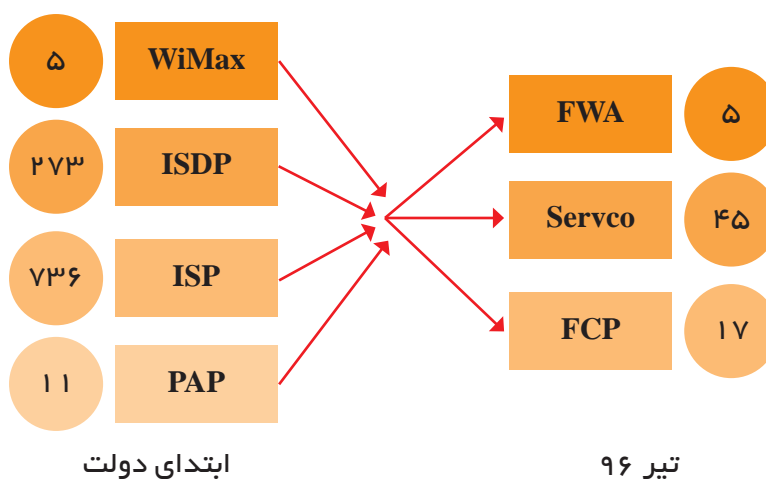 ۵ WiMax
۲۷۳ ISDP
۷۳۶ ISP
۱۱ PAP
ابتدای دولت
FWA ۵
Servco ۴۵
FCP ۱۷
تیر ۹۶